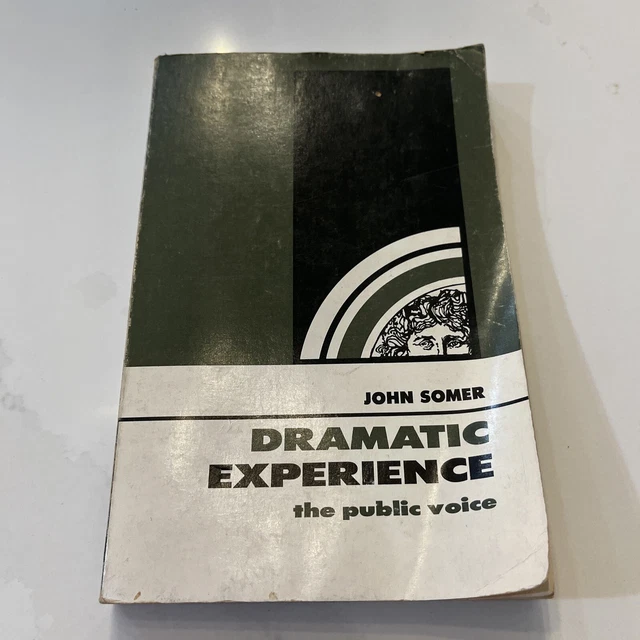 JOHN SOMER
DRAMATIC
EXPERIENCE
the public voice